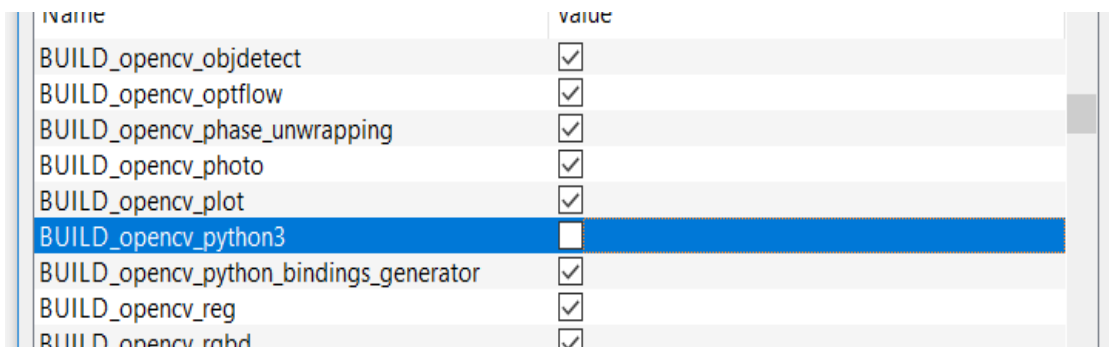 Name Value
BUILD_opencv_objdetect
BUILD_opencv_optflow
BUILD_opencv_phase_unwrapping
BUILD_opencv_photo
BUILD_opencv_plot
BUILD_opencv_python3
BUILD_opencv_python_bindings_generator
BUILD_opencv_reg
BUILD_opencv_rgbd